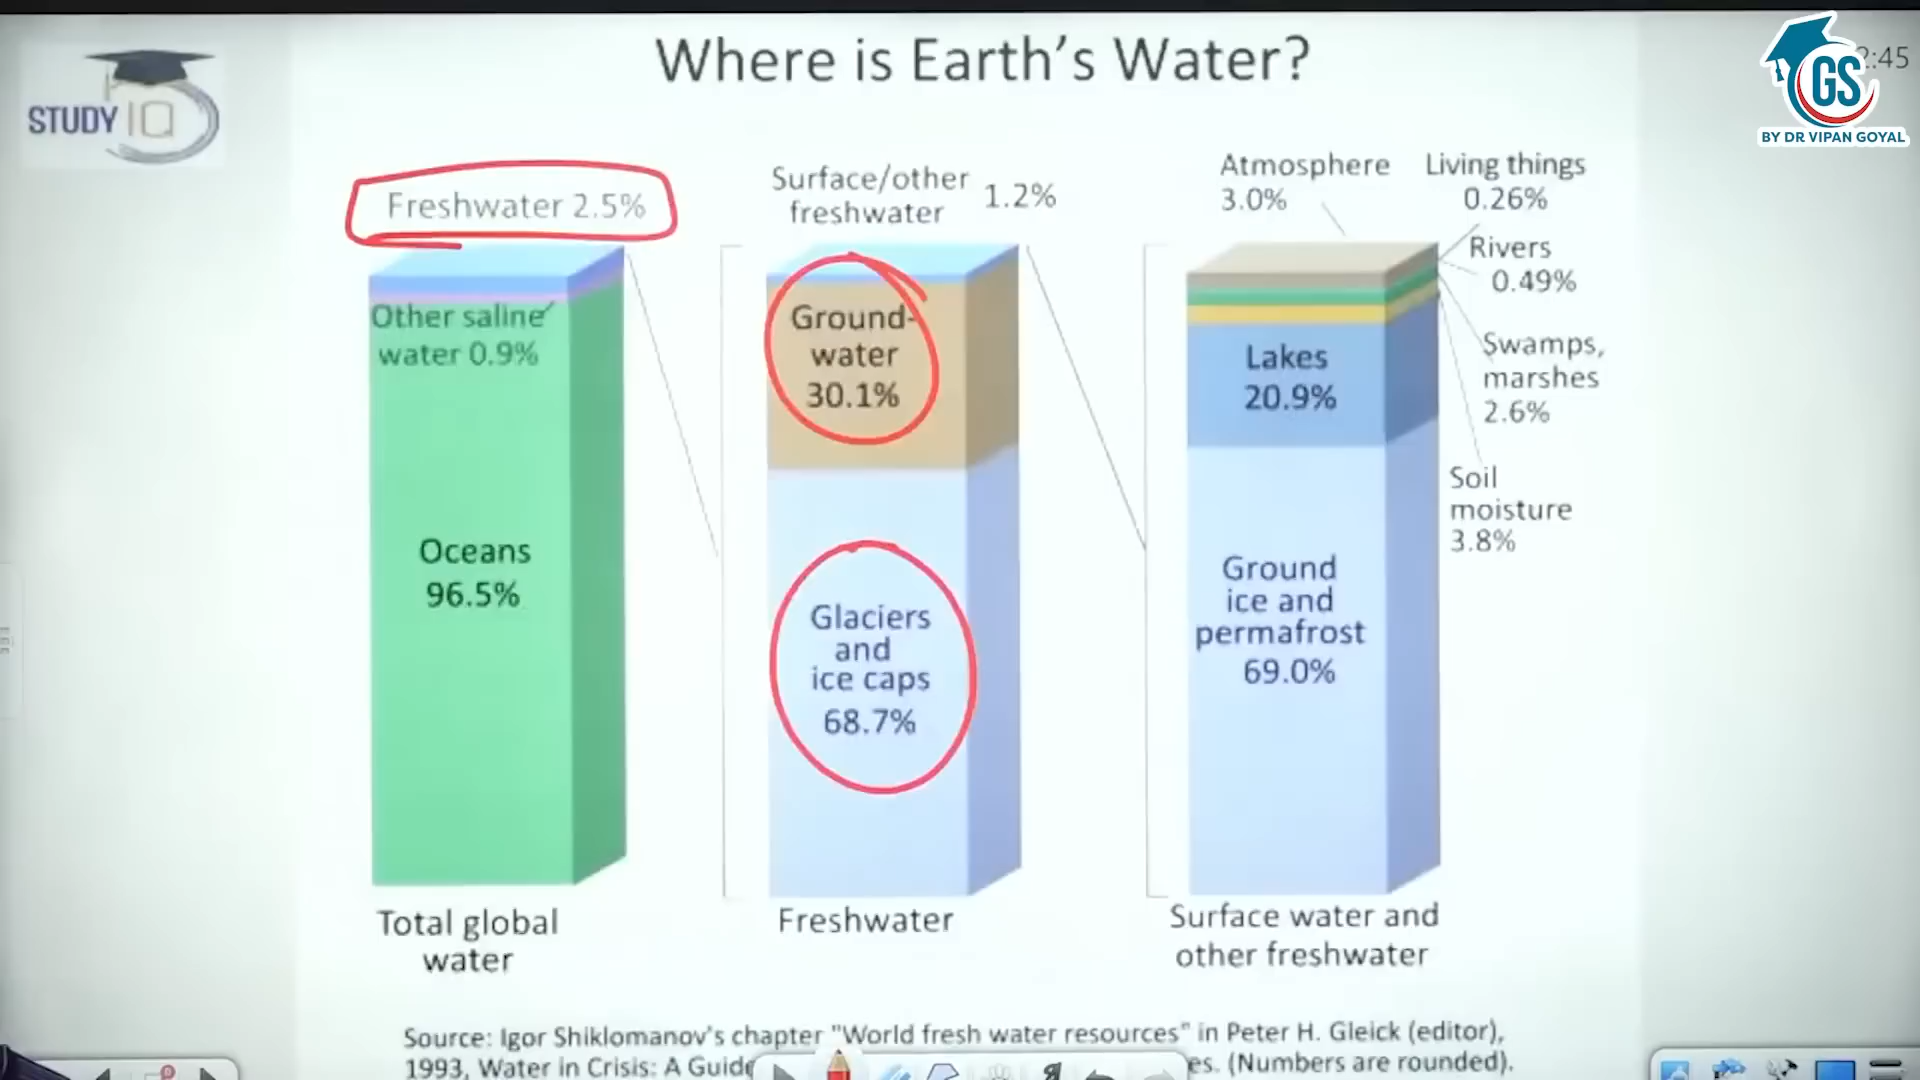 Where is Earth's Water?
STUDY IQ
:45
GS
BY DR VIPAN GOYAL
Freshwater 2.5%
Other saline
water 0.9%
Oceans
96.5%
Total global
water
Surface/other
freshwater
1.2%
Ground-
water
30.1%
Glaciers
and
ice caps
68.7%
Freshwater
Atmosphere
3.0%
Living things
0.26%
Rivers
0.49%
Swamps,
marshes
2.6%
Soil
moisture
3.8%
Lakes
20.9%
Ground
ice and
permafrost
69.0%
Surface water and
other freshwater
Source: Igor Shiklomanov's chapter "World fresh water resources" in Peter H. Gleick (editor),
1993, Water in Crisis: A Guide es. (Numbers are rounded).